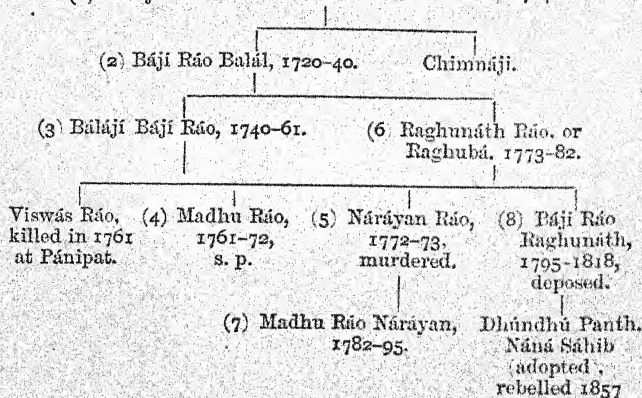 (2) Bájí Ráo Balál, 1720-40. Chimnáji.
(3) Bálájí Bájí Ráo, 1740-61. (6) Raghunáth Ráo, or
Raghubá. 1773-82.
Viswás Ráo, (4) Madhu Ráo, (5) Náráyan Ráo, (8) Bájí Ráo
killed in 1761 1761-72, 1772-73, Raghunáth,
at Pánipat. s. p. murdered. 1795-1818,
deposed.
(7) Madhu Ráo Náráyan, Dhúndhú Panth.
1782-95. Náná Sáhib
(adopted),
rebelled 1857